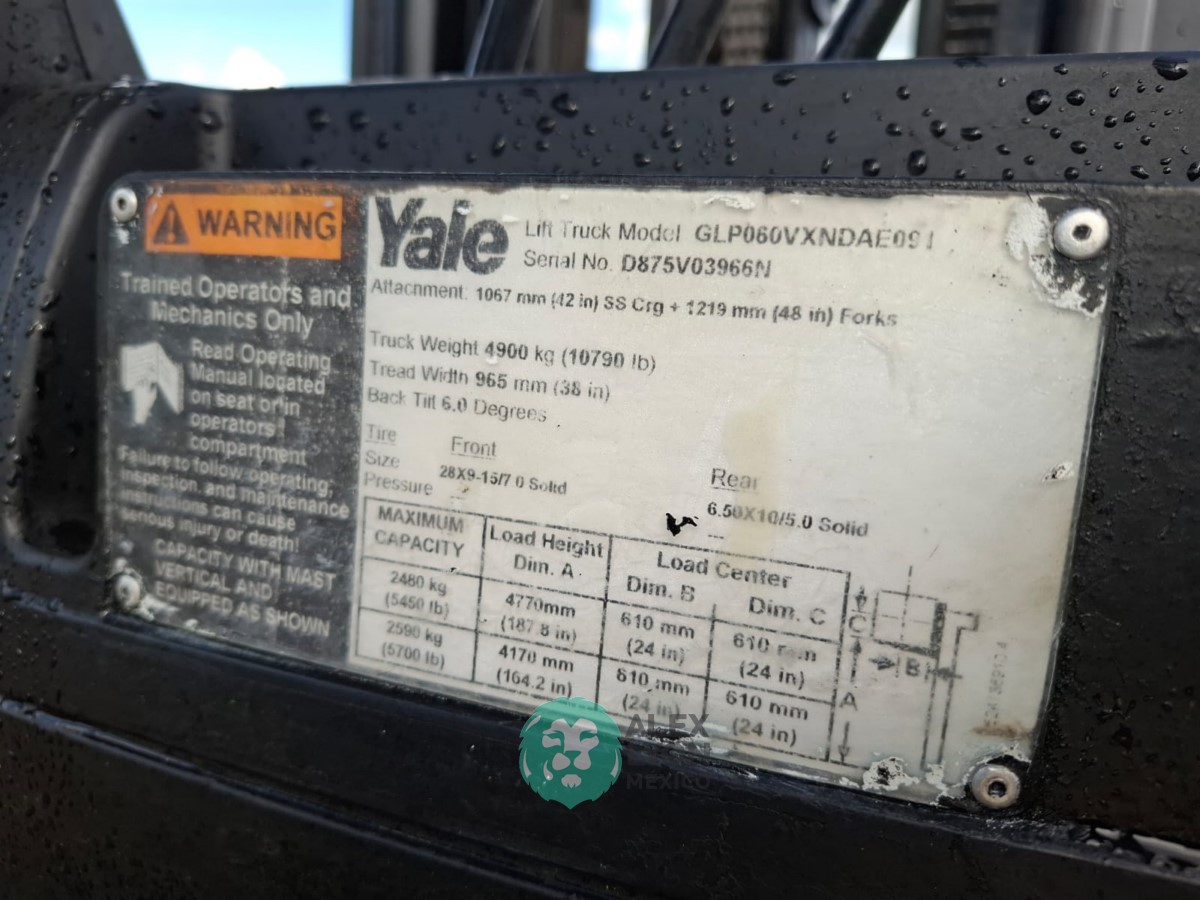 WARNING
Trained Operators and
Mechanics Only
Read Operating
Manual located
on seat or in
operators
compartment
Failure to follow operating,
inspection, and maintenance
instructions can cause
serious injury or death!
CAPACITY WITH MAST
VERTICAL AND
EQUIPPED AS SHOWN
Yale Lift Truck Model GLP060VXNDAE091
Serial No. D875V03966N
Attachment: 1067 mm (42 in) SS Crg + 1219 mm (48 in) Forks
Truck Weight 4900 kg (10790 lb)
Tread Width 965 mm (38 in)
Back Tilt 6.0 Degrees
Tire Front Rear
Size 28X9-15/7.0 Solid 6.50X10/5.0 Solid
Pressure -- --
MAXIMUM CAPACITY Load Height Dim. A Load Center Dim. B Dim. C
2480 kg 4770mm 610 mm 610 mm
(5450 lb) (187.8 in) (24 in) (24 in)
2590 kg 4170 mm 610 mm 610 mm
(5700 lb) (164.2 in) (24 in) (24 in)
C
B
A
ALEX
MEXICO